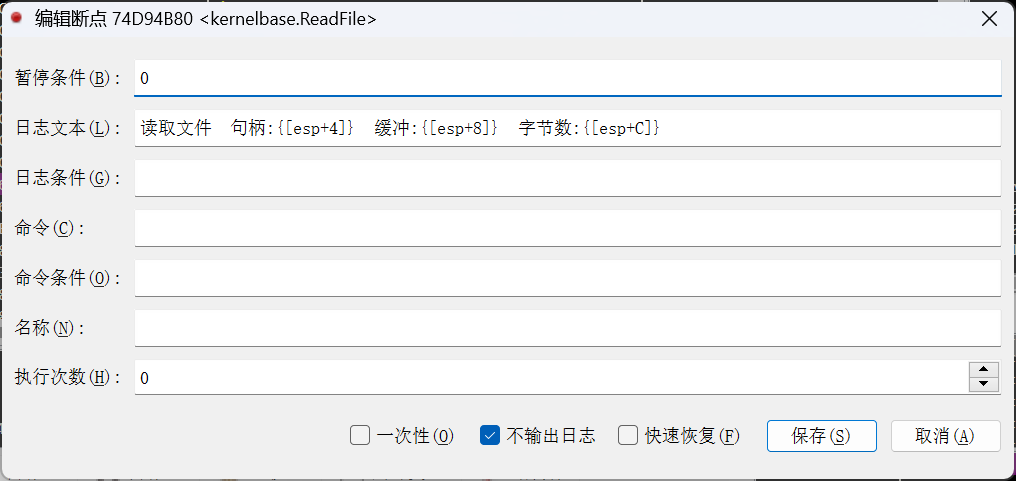 编辑断点 74D94B80 <kernelbase.ReadFile>
暂停条件(B): 0
日志文本(L): 读取文件  句柄:{[esp+4]}  缓冲:{[esp+8]}  字节数:{[esp+C]}
日志条件(G):
命令(C):
命令条件(O):
名称(N):
执行次数(H): 0
一次性(O) 不输出日志 快速恢复(F) 保存(S) 取消(A)